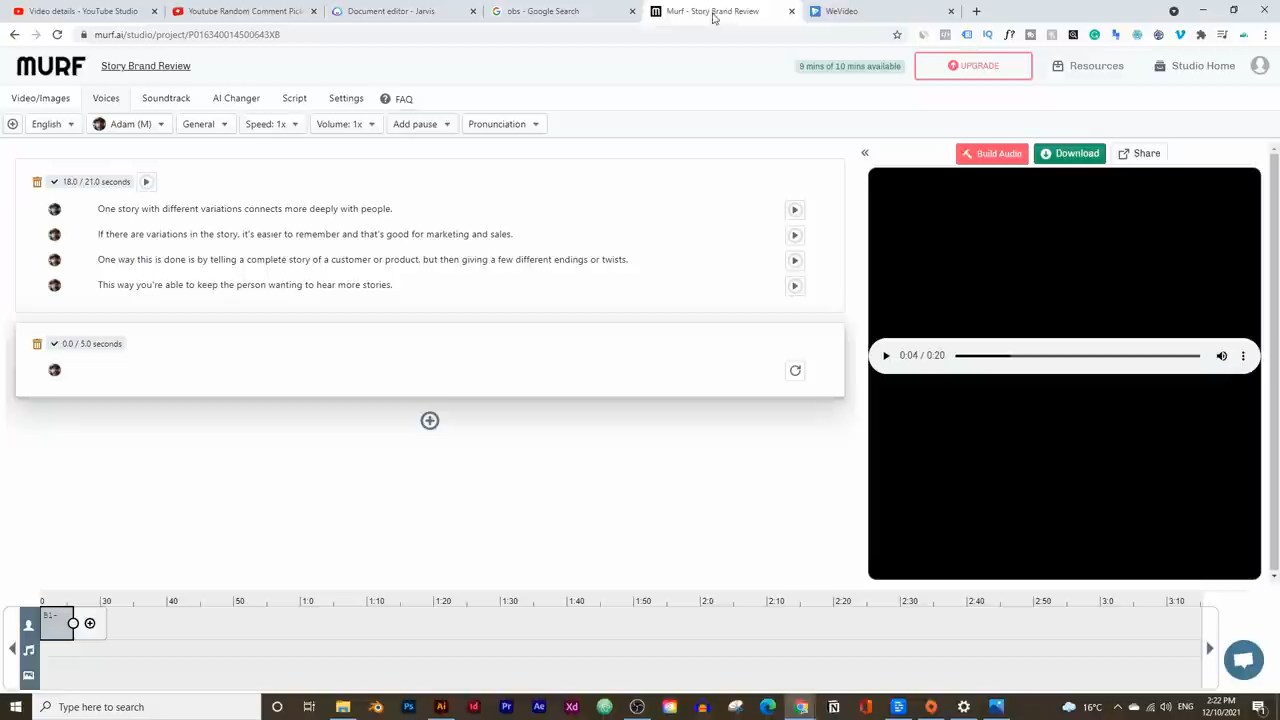 Video details - YouTube Studio
Youtube Random Comment Pick
Document editor - Jarvis
obs - Google Search
Murf - Story Brand Review
WeVideo
murf.ai/studio/project/P016340014500643XB
MURF
Story Brand Review
9 mins of 10 mins available
UPGRADE
Resources
Studio Home
Video/Images
Voices
Soundtrack
AI Changer
Script
Settings
FAQ
English
Adam (M)
General
Speed: 1x
Volume: 1x
Add pause
Pronunciation
Build Audio
Download
Share
18.0 / 21.0 seconds
One story with different variations connects more deeply with people.
If there are variations in the story, it's easier to remember and that's good for marketing and sales.
One way this is done is by telling a complete story of a customer or product, but then giving a few different endings or twists.
This way you're able to keep the person wanting to hear more stories.
0.0 / 5.0 seconds
0:04 / 0:20
0 |30 |40 |50 |1:0 |1:10 |1:20 |1:30 |1:40 |1:50 |2:0 |2:10 |2:20 |2:30 |2:40 |2:50 |3:0 |3:10
B1-
Type here to search
16°C
ENG
2:22 PM
12/10/2021